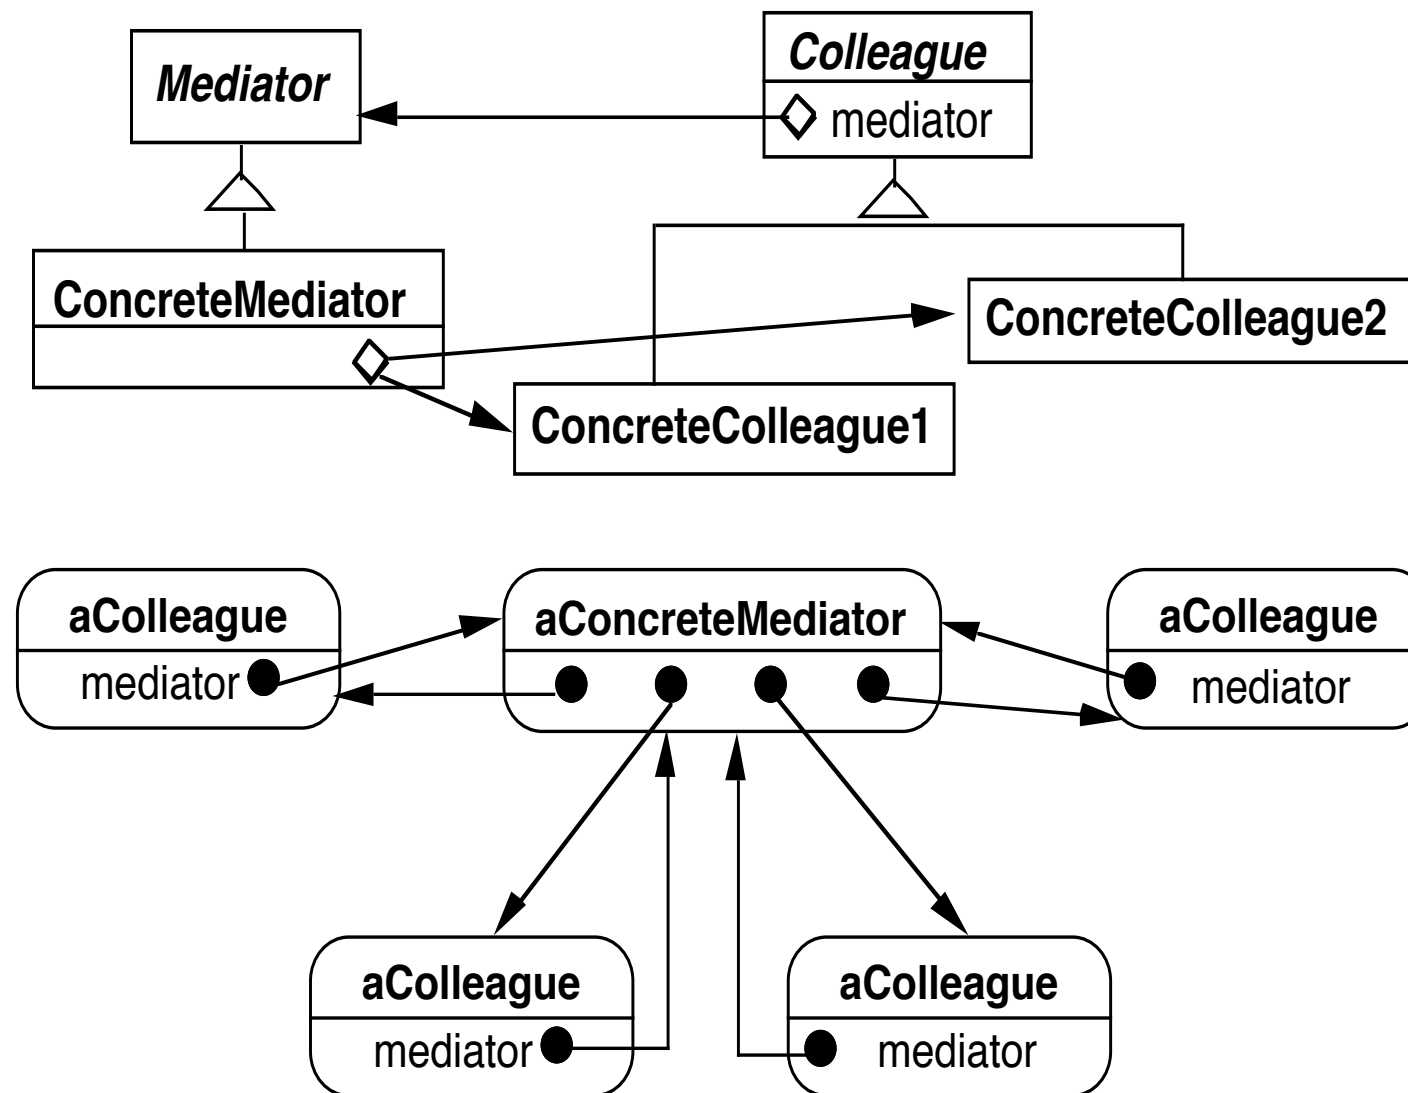 Mediator
Colleague
mediator
ConcreteMediator
ConcreteColleague2
ConcreteColleague1
aColleague
mediator
aConcreteMediator
aColleague
mediator
aColleague
mediator
aColleague
mediator